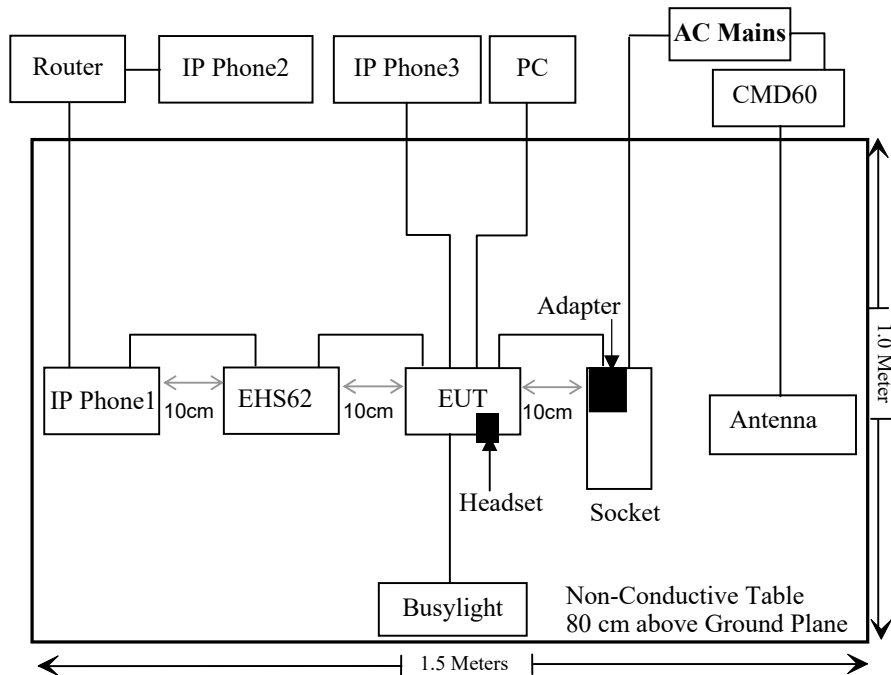 AC Mains
Router
IP Phone2
IP Phone3
PC
CMD60
Adapter
1.0 Meter
IP Phone1
10cm
EHS62
10cm
EUT
10cm
Antenna
Headset
Socket
Busylight
Non-Conductive Table
80 cm above Ground Plane
1.5 Meters